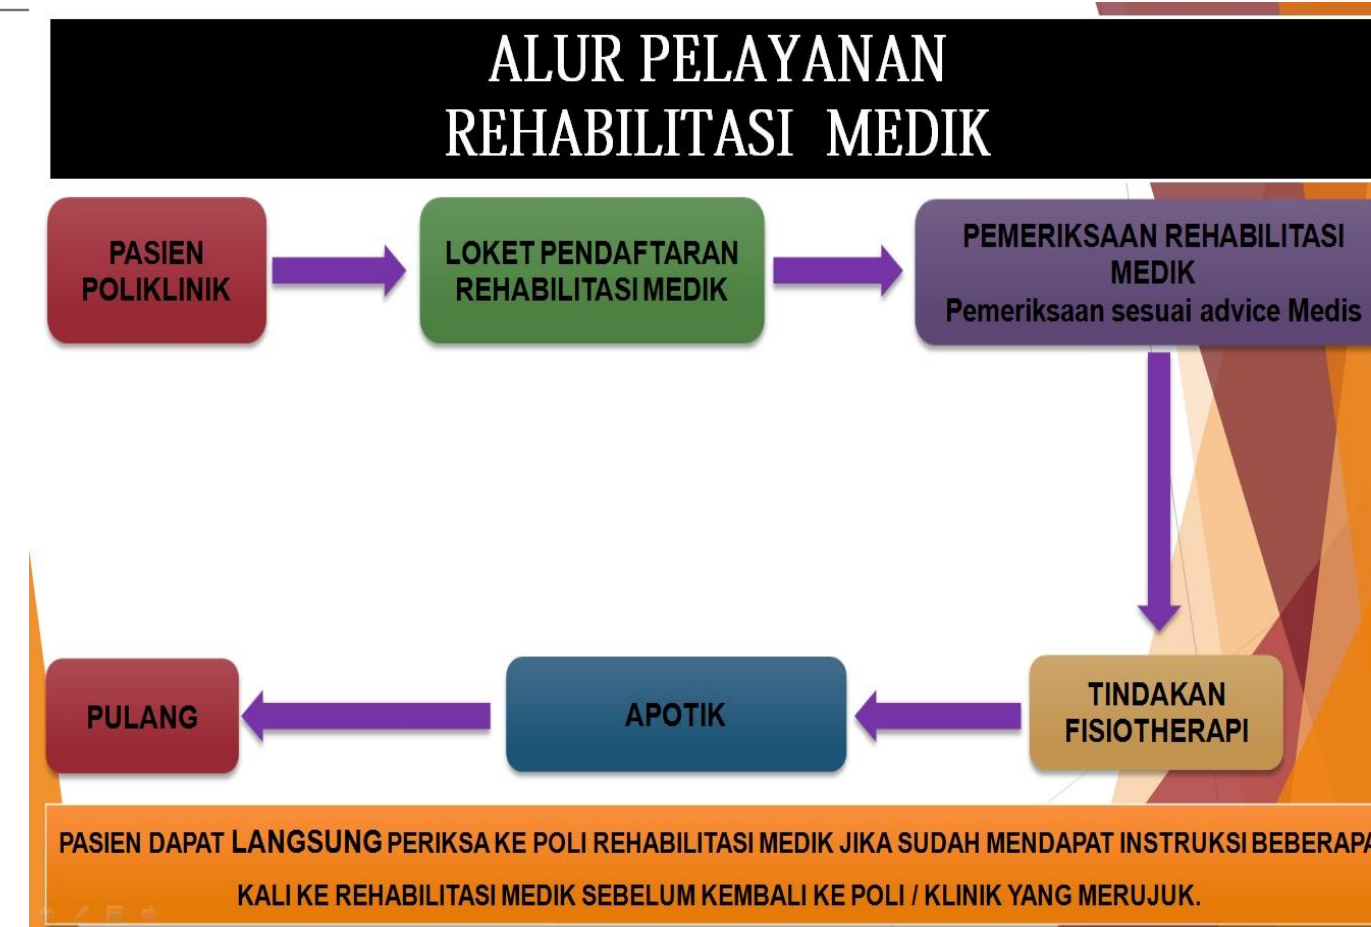 ALUR PELAYANAN
REHABILITASI MEDIK
PASIEN
POLIKLINIK
LOKET PENDAFTARAN
REHABILITASI MEDIK
PEMERIKSAAN REHABILITASI
MEDIK
Pemeriksaan sesuai advice Medis
TINDAKAN
FISIOTHERAPI
APOTIK
PULANG
PASIEN DAPAT LANGSUNG PERIKSA KE POLI REHABILITASI MEDIK JIKA SUDAH MENDAPAT INSTRUKSI BEBERAPA
KALI KE REHABILITASI MEDIK SEBELUM KEMBALI KE POLI / KLINIK YANG MERUJUK.